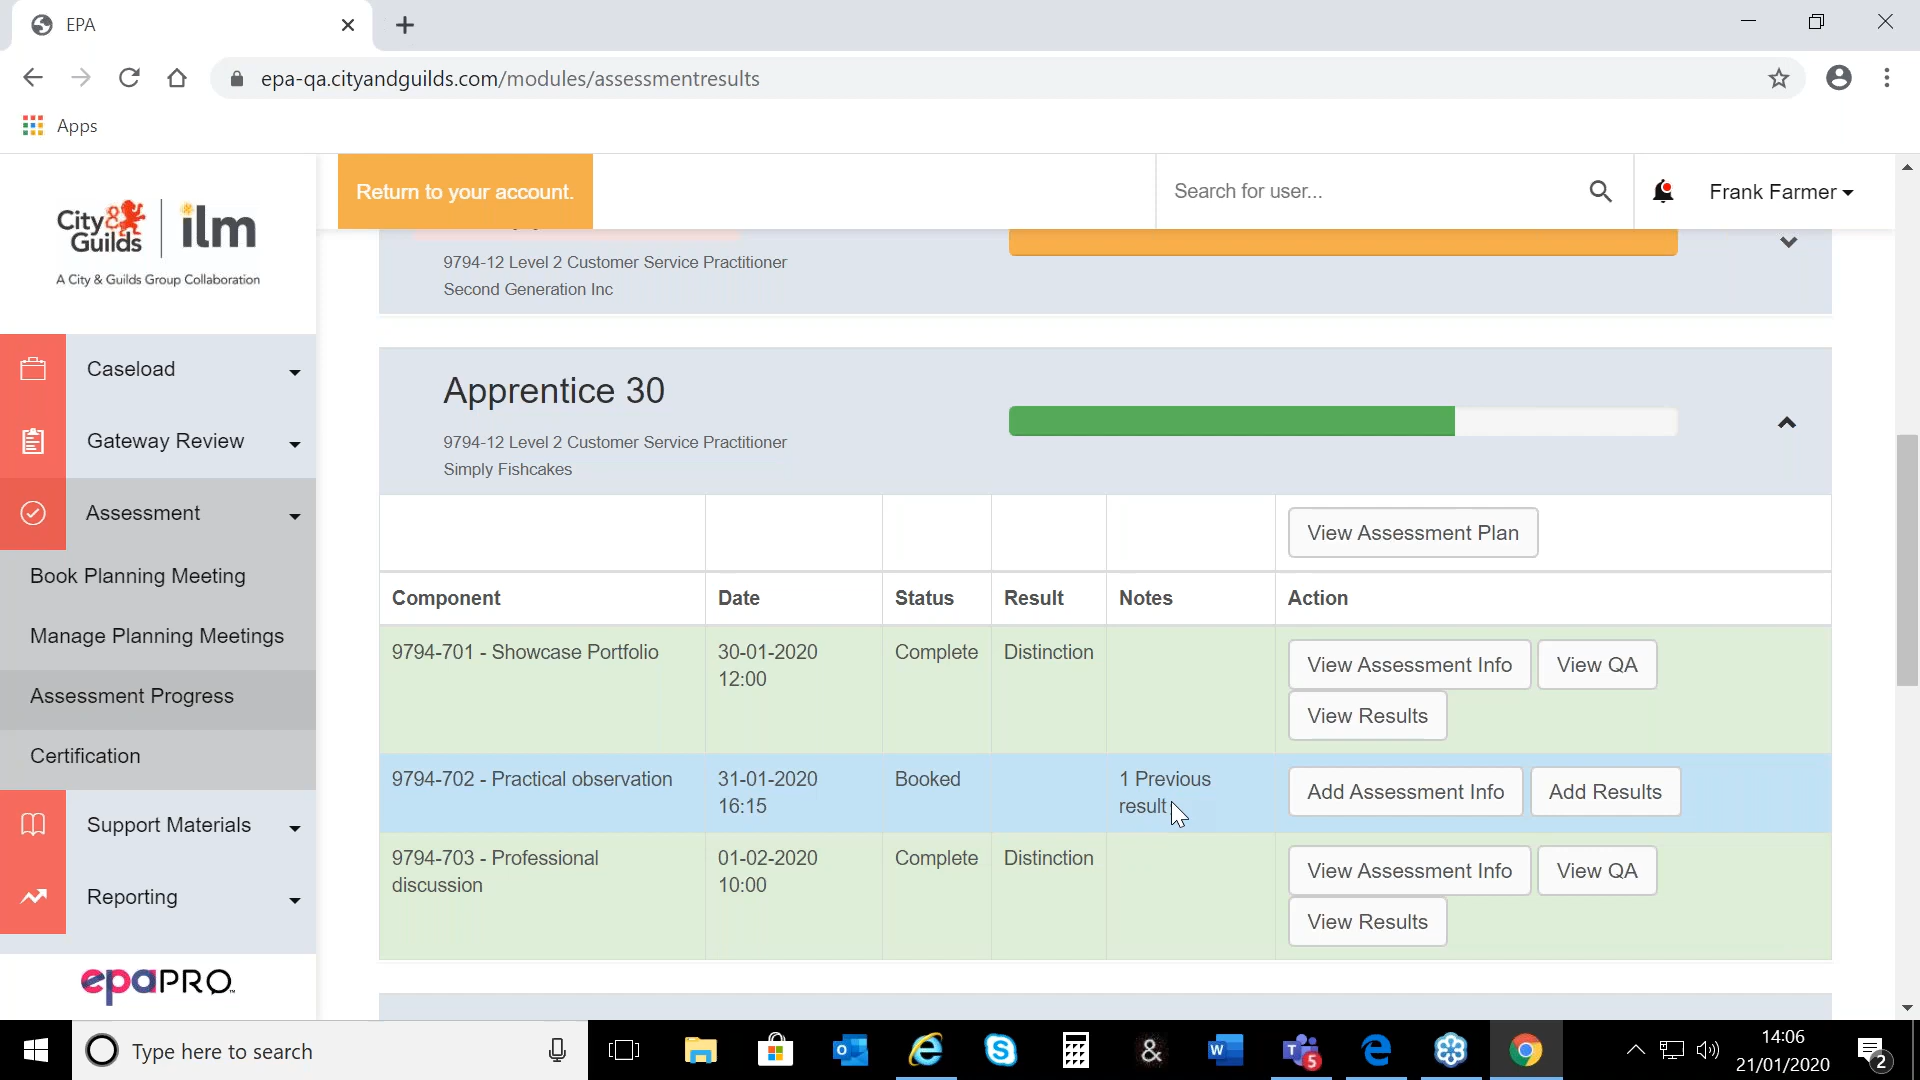 EPA
epa-qa.cityandguilds.com/modules/assessmentresults
Apps
City & Guilds
ilm
A City & Guilds Group Collaboration
Return to your account.
Search for user...
Frank Farmer
9794-12 Level 2 Customer Service Practitioner
Second Generation Inc
Caseload
Gateway Review
Assessment
Book Planning Meeting
Manage Planning Meetings
Assessment Progress
Certification
Support Materials
Reporting
epaPRO
Apprentice 30
9794-12 Level 2 Customer Service Practitioner
Simply Fishcakes
View Assessment Plan
Component Date Status Result Notes Action
9794-701 - Showcase Portfolio 30-01-2020 Complete Distinction View Assessment Info View QA
12:00 View Results
9794-702 - Practical observation 31-01-2020 Booked 1 Previous Add Assessment Info Add Results
16:15 result
9794-703 - Professional 01-02-2020 Complete Distinction View Assessment Info View QA
discussion 10:00 View Results
Type here to search
5
14:06
21/01/2020
2